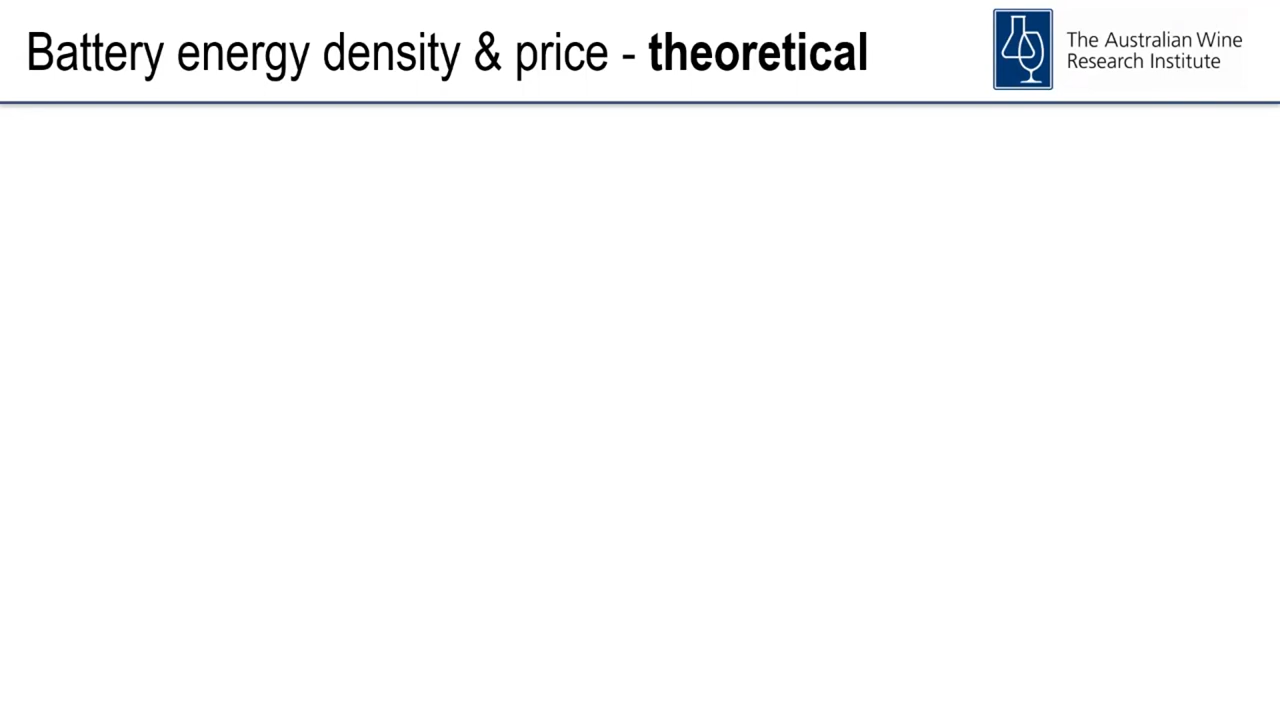 Battery energy density & price - theoretical
The Australian Wine
Research Institute